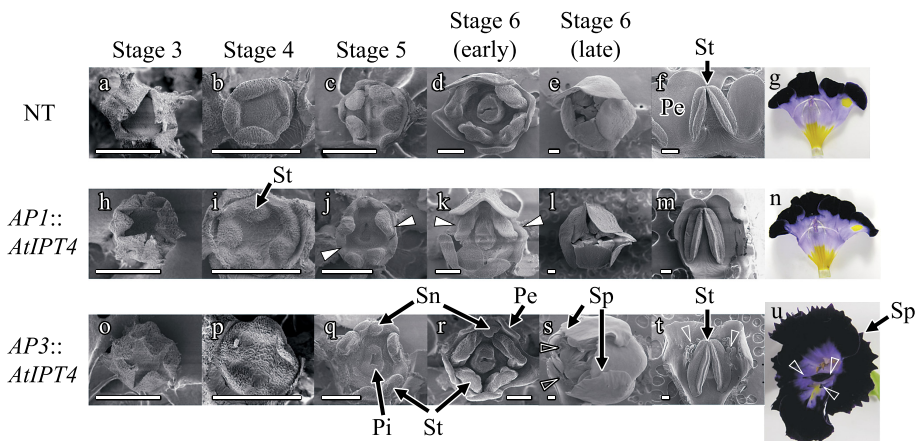 Stage 3 Stage 4 Stage 5 Stage 6 (early) Stage 6 (late) St
NT a b c d e f Pe g
St
AP1:: AtIPT4 h i j k l m n
Sn Pe Sp St Sp
AP3:: AtIPT4 o p q r s t u
Pi St